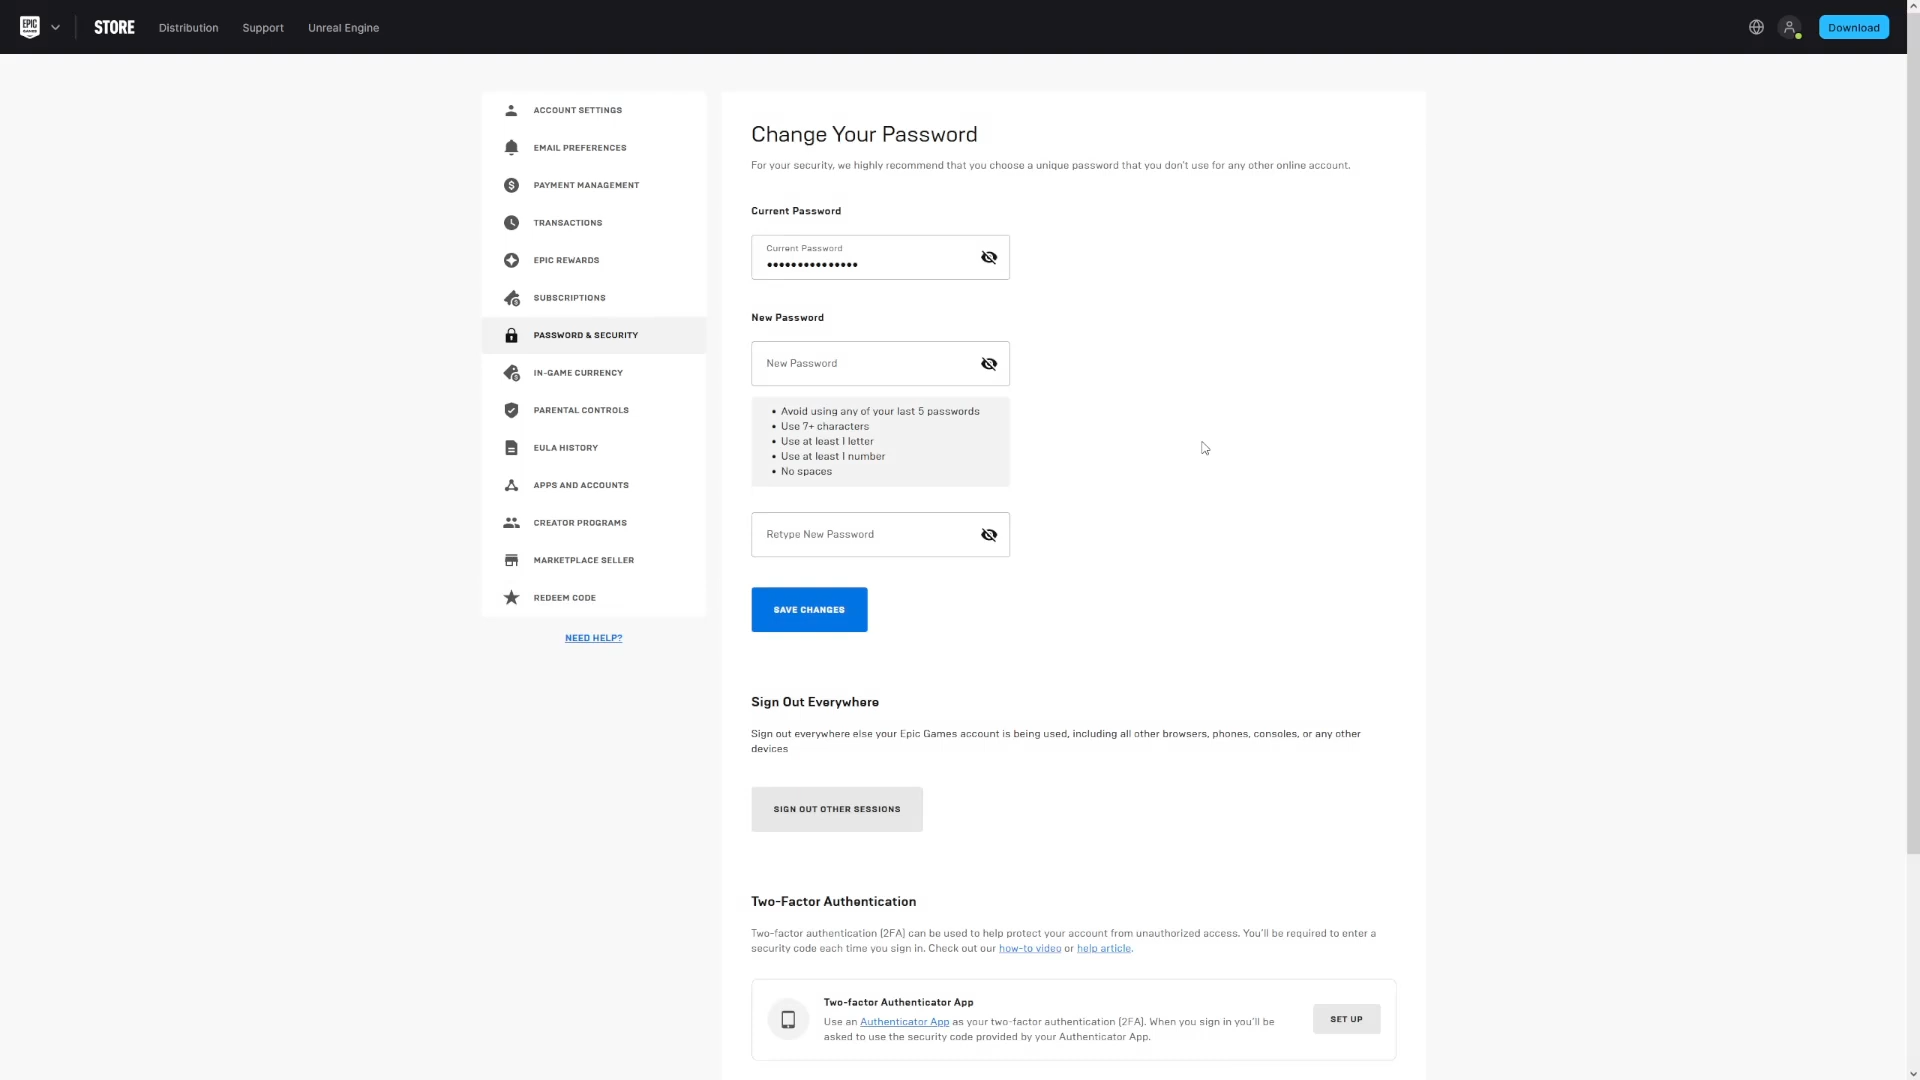 EPIC GAMES
STORE
Distribution
Support
Unreal Engine
Download
ACCOUNT SETTINGS
EMAIL PREFERENCES
PAYMENT MANAGEMENT
TRANSACTIONS
EPIC REWARDS
SUBSCRIPTIONS
PASSWORD & SECURITY
IN-GAME CURRENCY
PARENTAL CONTROLS
EULA HISTORY
APPS AND ACCOUNTS
CREATOR PROGRAMS
MARKETPLACE SELLER
REDEEM CODE
NEED HELP?
Change Your Password
For your security, we highly recommend that you choose a unique password that you don't use for any other online account.
Current Password
Current Password
•••••••••••••••
New Password
New Password
• Avoid using any of your last 5 passwords
• Use 7+ characters
• Use at least 1 letter
• Use at least 1 number
• No spaces
Retype New Password
SAVE CHANGES
Sign Out Everywhere
Sign out everywhere else your Epic Games account is being used, including all other browsers, phones, consoles, or any other
devices
SIGN OUT OTHER SESSIONS
Two-Factor Authentication
Two-factor authentication (2FA) can be used to help protect your account from unauthorized access. You'll be required to enter a
security code each time you sign in. Check out our how-to video or help article.
Two-factor Authenticator App
Use an Authenticator App as your two-factor authentication (2FA). When you sign in you'll be
asked to use the security code provided by your Authenticator App.
SET UP